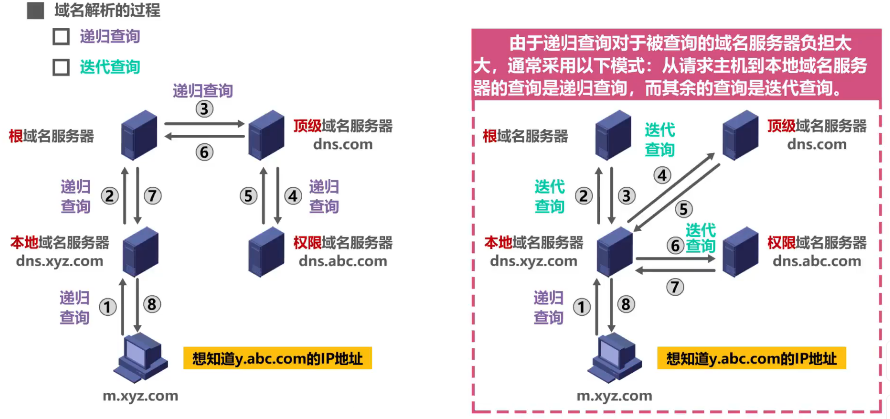 域名解析的过程
递归查询
迭代查询
递归查询
③
⑥
根域名服务器
顶级域名服务器
dns.com
②
⑦
递归
查询
⑤
④
递归
查询
本地域名服务器
dns.xyz.com
权限域名服务器
dns.abc.com
递归
查询
①
⑧
想知道y.abc.com的IP地址
m.xyz.com
由于递归查询对于被查询的域名服务器负担太
大，通常采用以下模式：从请求主机到本地域名服务
器的查询是递归查询，而其余的查询是迭代查询。
根域名服务器
迭代
查询
顶级域名服务器
dns.com
迭代
查询
②
③
④
⑤
本地域名服务器
dns.xyz.com
⑥
迭代
查询
⑦
权限域名服务器
dns.abc.com
递归
查询
①
⑧
想知道y.abc.com的IP地址
m.xyz.com